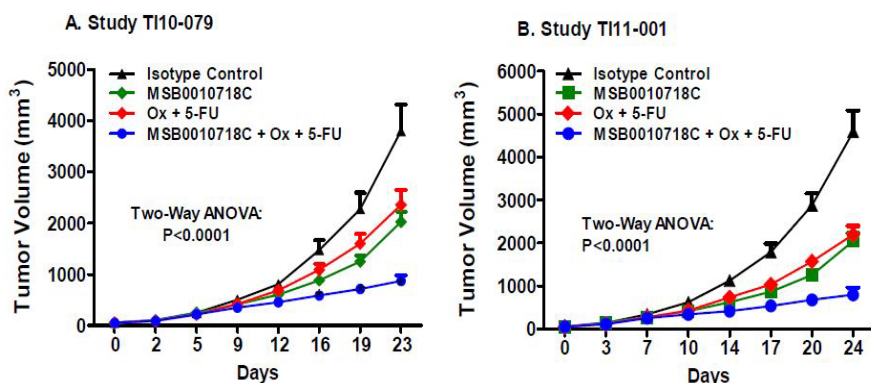 A. Study TI10-079
Tumor Volume (mm³)
5000
4000
3000
2000
1000
0
Isotype Control
MSB0010718C
Ox + 5-FU
MSB0010718C + Ox + 5-FU
Two-Way ANOVA:
P<0.0001
0 2 5 9 12 16 19 23
Days
B. Study TI11-001
Tumor Volume (mm³)
6000
5000
4000
3000
2000
1000
0
Isotype Control
MSB0010718C
Ox + 5-FU
MSB0010718C + Ox + 5-FU
Two-Way ANOVA:
P<0.0001
0 3 7 10 14 17 20 24
Days